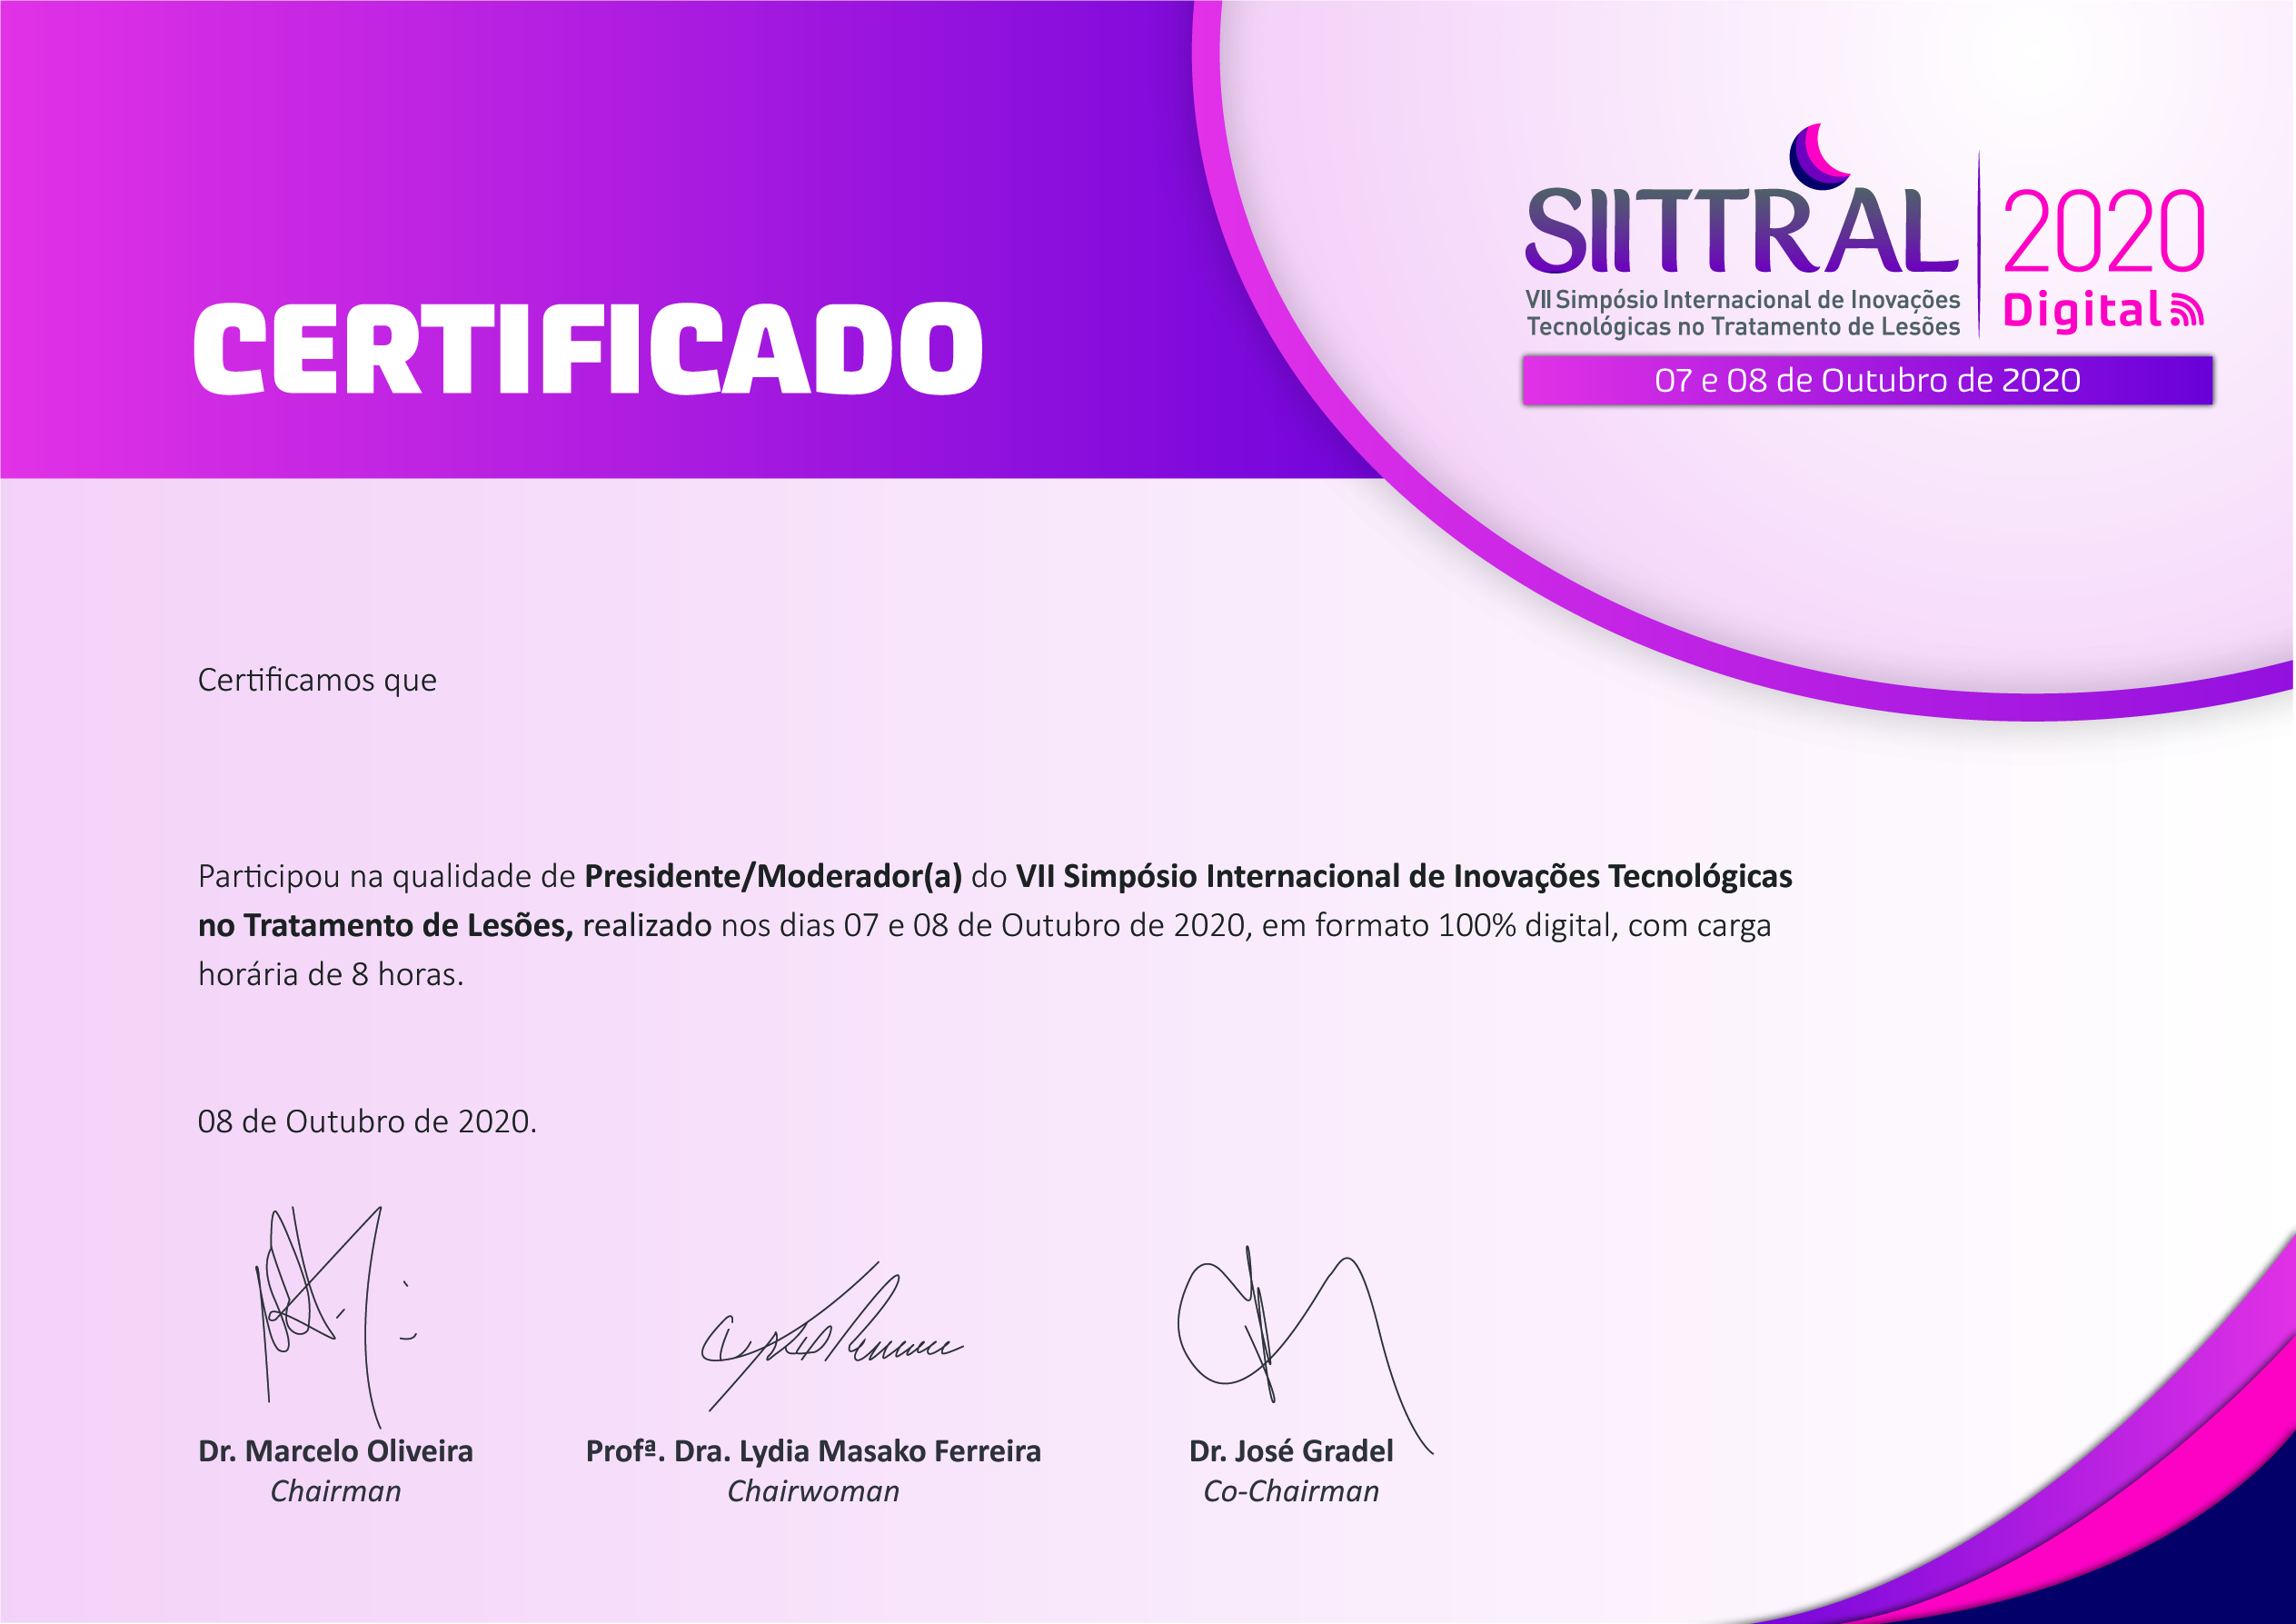 CERTIFICADO
SIITTRAL
VII Simpósio Internacional de Inovações
Tecnológicas no Tratamento de Lesões
2020
Digital
07 e 08 de Outubro de 2020
Certificamos que
Participou na qualidade de Presidente/Moderador(a) do VII Simpósio Internacional de Inovações Tecnológicas
no Tratamento de Lesões, realizado nos dias 07 e 08 de Outubro de 2020, em formato 100% digital, com carga
horária de 8 horas.
08 de Outubro de 2020.
Dr. Marcelo Oliveira
Chairman
Profª. Dra. Lydia Masako Ferreira
Chairwoman
Dr. José Gradel
Co-Chairman